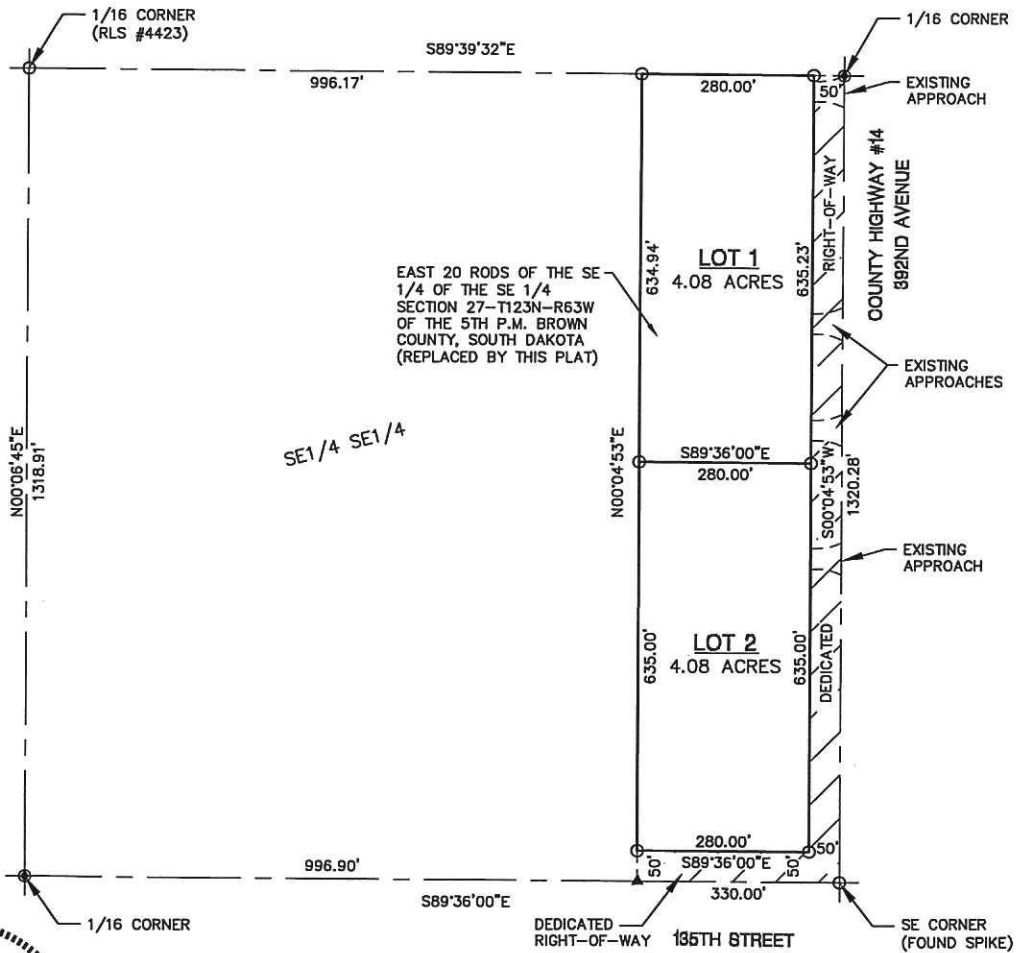 1/16 CORNER
(RLS #4423)
S89°39'32"E
996.17'
280.00'
50'
1/16 CORNER
EXISTING
APPROACH
COUNTY HIGHWAY #14
392ND AVENUE
RIGHT-OF-WAY
LOT 1
4.08 ACRES
634.94'
635.23'
EAST 20 RODS OF THE SE
1/4 OF THE SE 1/4
SECTION 27-T123N-R63W
OF THE 5TH P.M. BROWN
COUNTY, SOUTH DAKOTA
(REPLACED BY THIS PLAT)
EXISTING
APPROACHES
SE1/4 SE1/4
N00°06'45"E
1318.91'
N00°04'53"E
S89°36'00"E
280.00'
S00°04'53"W
1320.28'
EXISTING
APPROACH
LOT 2
4.08 ACRES
635.00'
635.00'
DEDICATED
280.00'
S89°36'00"E
50'
50'
50'
996.90'
S89°36'00"E
330.00'
1/16 CORNER
DEDICATED
RIGHT-OF-WAY
135TH STREET
SE CORNER
(FOUND SPIKE)